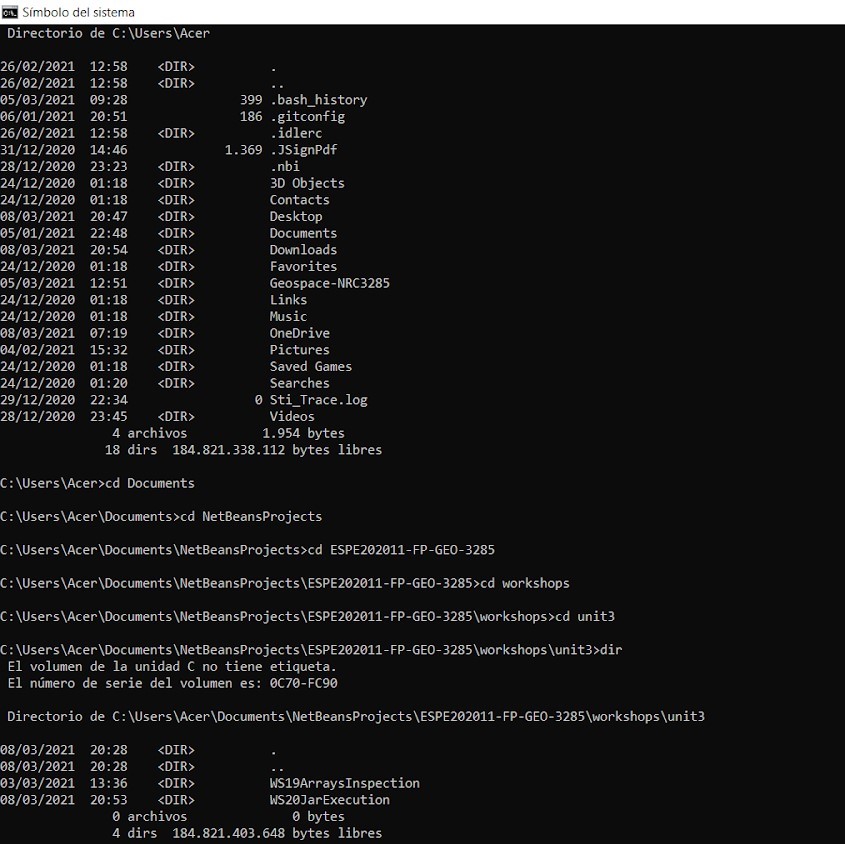 Símbolo del sistema
Directorio de C:\Users\Acer
26/02/2021 12:58 <DIR> .
26/02/2021 12:58 <DIR> ..
05/03/2021 09:28 399 .bash_history
06/01/2021 20:51 186 .gitconfig
26/02/2021 12:58 <DIR> .idlerc
31/12/2020 14:46 1.369 .JSignPdf
28/12/2020 23:23 <DIR> .nbi
24/12/2020 01:18 <DIR> 3D Objects
24/12/2020 01:18 <DIR> Contacts
08/03/2021 20:47 <DIR> Desktop
05/01/2021 22:48 <DIR> Documents
08/03/2021 20:54 <DIR> Downloads
24/12/2020 01:18 <DIR> Favorites
05/03/2021 12:51 <DIR> Geospace-NRC3285
24/12/2020 01:18 <DIR> Links
24/12/2020 01:18 <DIR> Music
08/03/2021 07:19 <DIR> OneDrive
04/02/2021 15:32 <DIR> Pictures
24/12/2020 01:18 <DIR> Saved Games
24/12/2020 01:20 <DIR> Searches
29/12/2020 22:34 0 Sti_Trace.log
28/12/2020 23:45 <DIR> Videos
4 archivos 1.954 bytes
18 dirs 184.821.338.112 bytes libres
C:\Users\Acer>cd Documents
C:\Users\Acer\Documents>cd NetBeansProjects
C:\Users\Acer\Documents\NetBeansProjects>cd ESPE202011-FP-GEO-3285
C:\Users\Acer\Documents\NetBeansProjects\ESPE202011-FP-GEO-3285>cd workshops
C:\Users\Acer\Documents\NetBeansProjects\ESPE202011-FP-GEO-3285\workshops>cd unit3
C:\Users\Acer\Documents\NetBeansProjects\ESPE202011-FP-GEO-3285\workshops\unit3>dir
El volumen de la unidad C no tiene etiqueta.
El número de serie del volumen es: 0C70-FC90
Directorio de C:\Users\Acer\Documents\NetBeansProjects\ESPE202011-FP-GEO-3285\workshops\unit3
08/03/2021 20:28 <DIR> .
08/03/2021 20:28 <DIR> ..
03/03/2021 13:36 <DIR> WS19ArraysInspection
08/03/2021 20:53 <DIR> WS20JarExecution
0 archivos 0 bytes
4 dirs 184.821.403.648 bytes libres